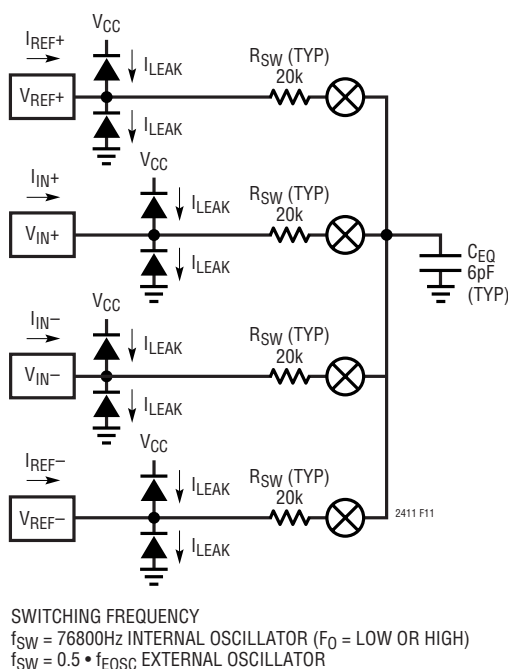 VCC
IREF+
ILEAK
RSW (TYP)
20k
VREF+
ILEAK
VCC
IIN+
ILEAK
RSW (TYP)
20k
VIN+
ILEAK
CEQ
6pF
(TYP)
VCC
IIN–
ILEAK
RSW (TYP)
20k
VIN–
ILEAK
VCC
IREF–
ILEAK
RSW (TYP)
20k
VREF–
2411 F11
ILEAK
SWITCHING FREQUENCY
fSW = 76800Hz INTERNAL OSCILLATOR (FO = LOW OR HIGH)
fSW = 0.5 • fEOSC EXTERNAL OSCILLATOR